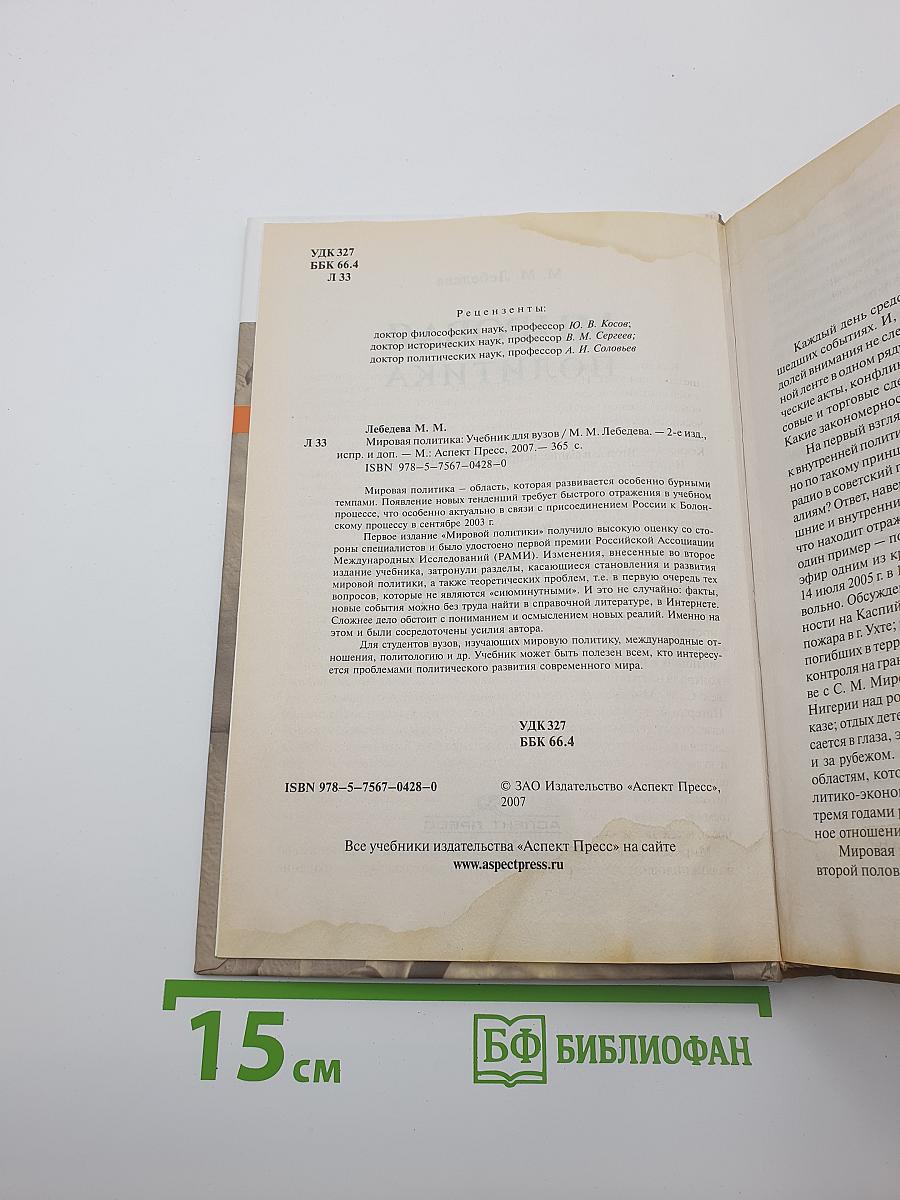 УДК 327
ББК 66.4
Л 33
Рецензенты:
доктор философских наук, профессор Ю. В. Косов;
доктор исторических наук, профессор В. М. Сергеев;
доктор политических наук, профессор А. И. Соловьев
Лебедева М. М.
Л 33 Мировая политика: Учебник для вузов / М. М. Лебедева. — 2-е изд.,
испр. и доп. — М.: Аспект Пресс, 2007.— 365 с.
ISBN 978–5–7567–0428–0
Мировая политика – область, которая развивается особенно бурными
темпами. Появление новых тенденций требует быстрого отражения в учебном
процессе, что особенно актуально в связи с присоединением России к Болон-
скому процессу в сентябре 2003 г.
Первое издание «Мировой политики» получило высокую оценку со сто-
роны специалистов и было удостоено первой премии Российской Ассоциации
Международных Исследований (РАМИ). Изменения, внесенные во второе
издание учебника, затронули разделы, касающиеся становления и развития
мировой политики, а также теоретических проблем, т.е. в первую очередь тех
вопросов, которые не являются «сиюминутными». И это не случайно: факты,
новые события можно без труда найти в справочной литературе, в Интернете.
Сложнее дело обстоит с пониманием и осмыслением новых реалий. Именно на
этом и были сосредоточены усилия автора.
Для студентов вузов, изучающих мировую политику, международные от-
ношения, политологию и др. Учебник может быть полезен всем, кто интересу-
ется проблемами политического развития современного мира.
УДК 327
ББК 66.4
ISBN 978–5–7567–0428–0
© ЗАО Издательство «Аспект Пресс»,
2007
Все учебники издательства «Аспект Пресс» на сайте
www.aspectpress.ru
Каждый день средс
шедших событиях. И,
долей внимания не сле
ной ленте в одном ряду
ческие акты, конфли
совые и торговые сде
Какие закономернос
На первый взгля
к внутренней полити
но по такому принц
радио в советский п
алиям? Ответ, наве
шние и внутренни
что находит отраж
один пример — по
эфир одним из кр
14 июля 2005 г. в 1
вольно. Обсужден
ности на Каспий
пожара в г. Ухте;
погибших в терр
контроля на гран
ве с С. М. Миро
Нигерии над ро
казе; отдых дете
сается в глаза, э
и за рубежом.
областям, кото
литико-эконом
тремя годами р
ное отношени
Мировая
второй полов
15 см
БФ БИБЛИОФАН